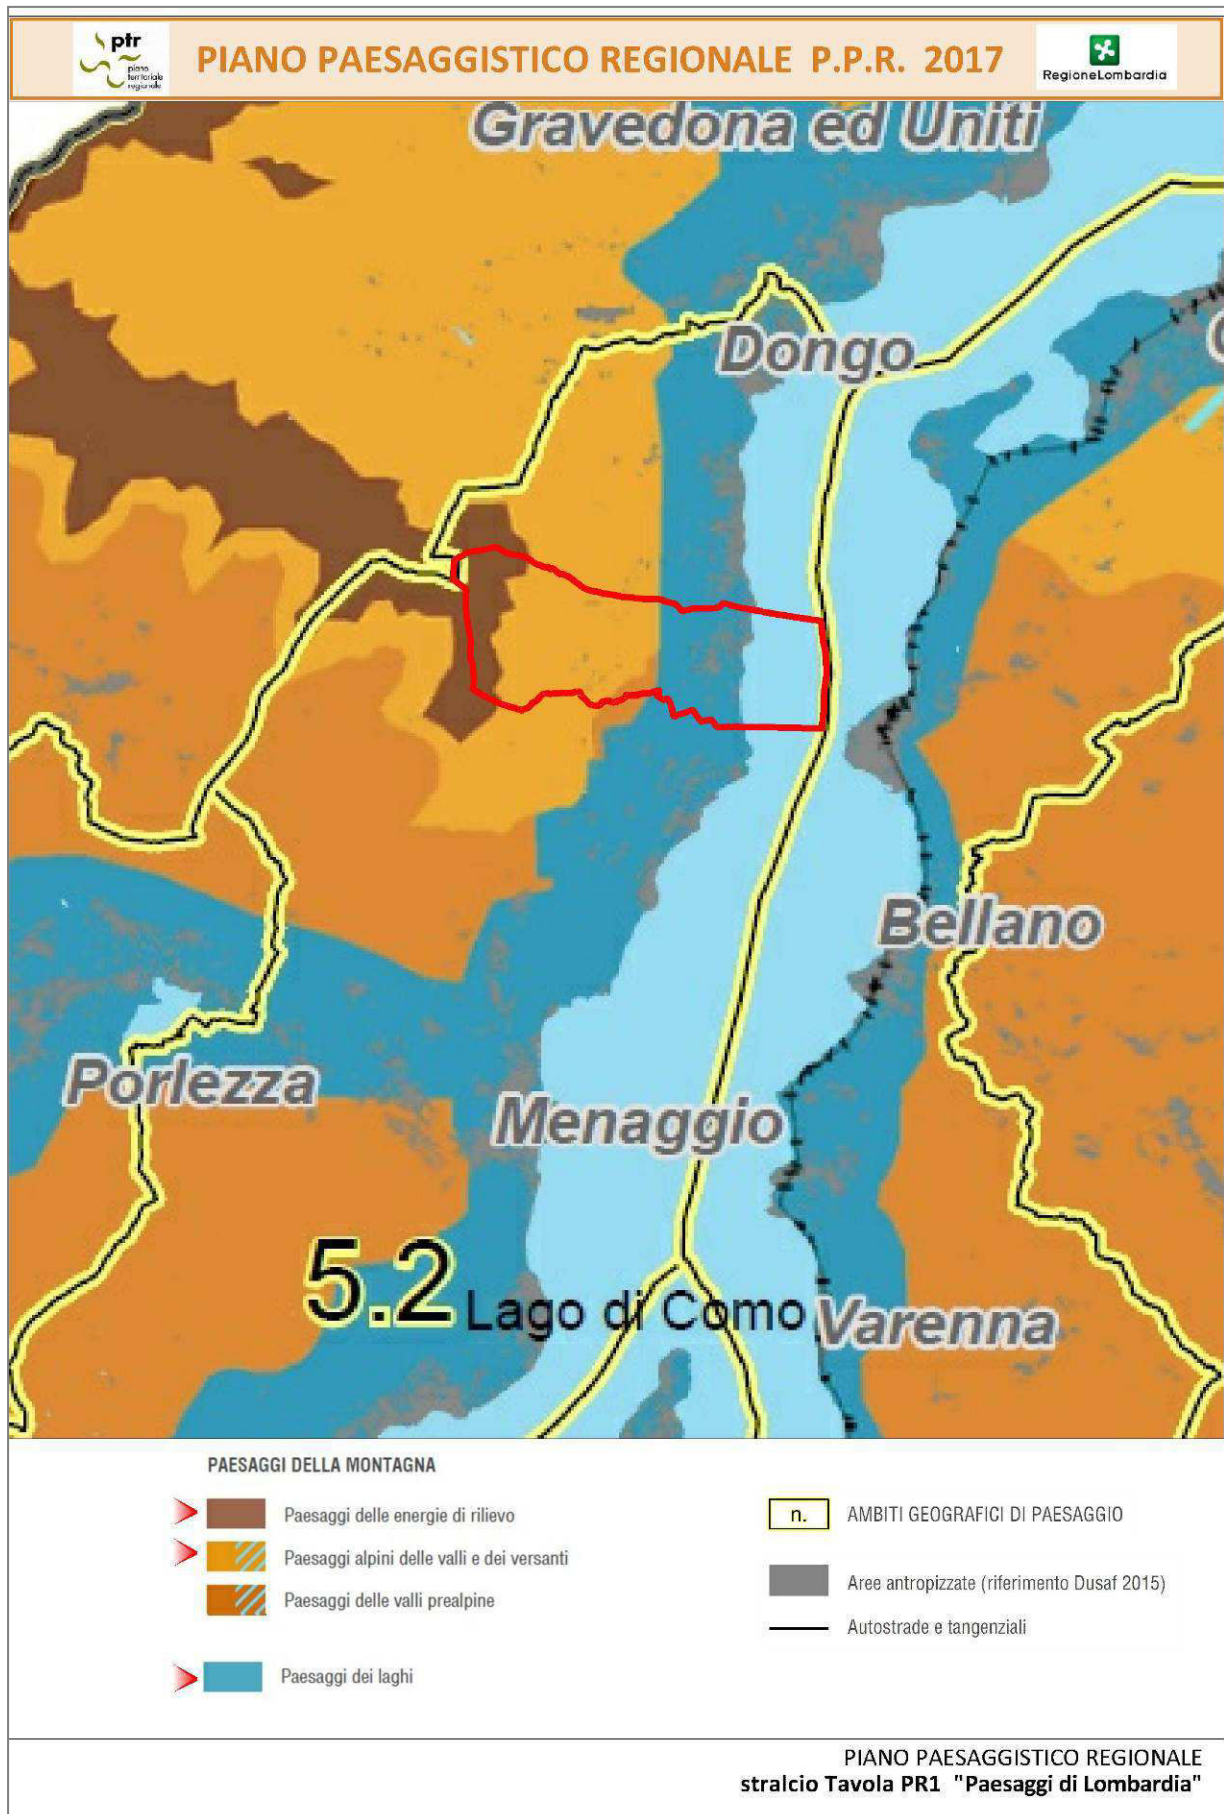 ptr
piano
territoriale
regionale
PIANO PAESAGGISTICO REGIONALE P.P.R. 2017
RegioneLombardia
Gravedona ed Uniti
Dongo
Bellano
Porlezza
Menaggio
5.2 Lago di Como
Varenna
PAESAGGI DELLA MONTAGNA
Paesaggi delle energie di rilievo
Paesaggi alpini delle valli e dei versanti
Paesaggi delle valli prealpine
Paesaggi dei laghi
n. AMBITI GEOGRAFICI DI PAESAGGIO
Aree antropizzate (riferimento Dusaf 2015)
Autostrade e tangenziali
PIANO PAESAGGISTICO REGIONALE
stralcio Tavola PR1 "Paesaggi di Lombardia"